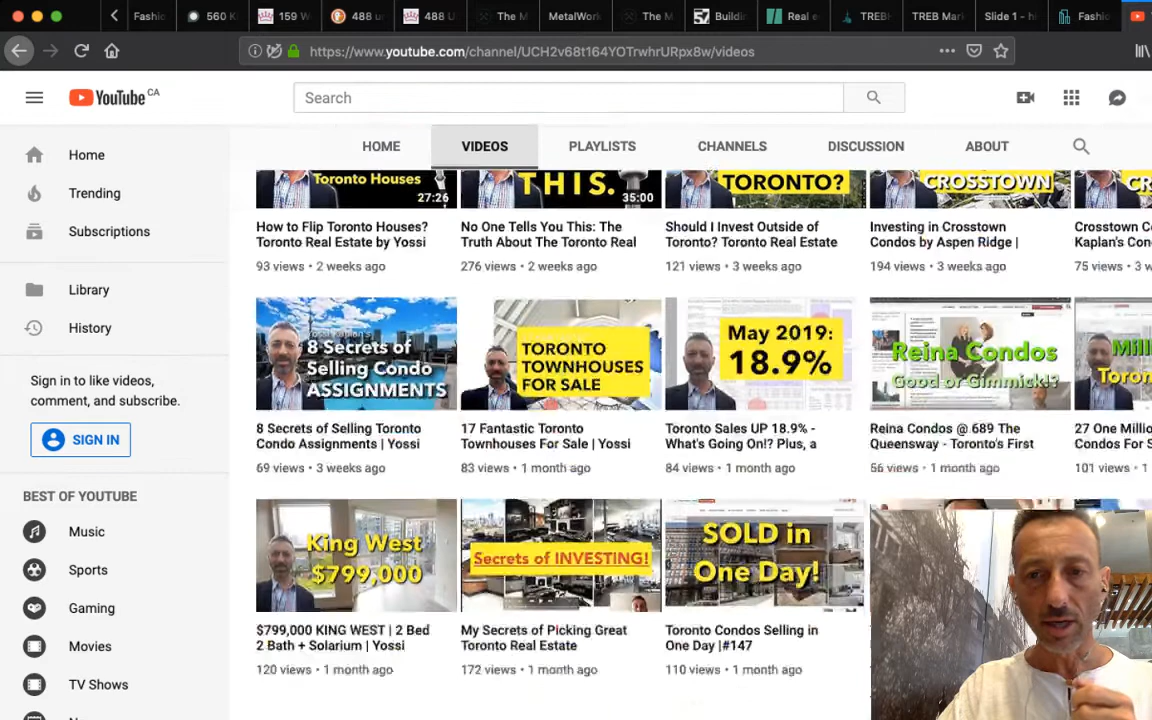 Fashio
560 K
159 W
488 u
488 U
The M
MetalWork
The M
Buildin
Real e
TREBH
TREB Mark
Slide 1 - h
Fashio
https://www.youtube.com/channel/UCH2v68t164YOTrwhrURpx8w/videos
YouTube CA
Search
HOME
VIDEOS
PLAYLISTS
CHANNELS
DISCUSSION
ABOUT
Home
Trending
Subscriptions
Library
History
Sign in to like videos,
comment, and subscribe.
SIGN IN
BEST OF YOUTUBE
Music
Sports
Gaming
Movies
TV Shows
Toronto Houses
27:26
How to Flip Toronto Houses?
Toronto Real Estate by Yossi
93 views • 2 weeks ago
THIS.
35:00
No One Tells You This: The
Truth About The Toronto Real
276 views • 2 weeks ago
TORONTO?
Should I Invest Outside of
Toronto? Toronto Real Estate
121 views • 3 weeks ago
CROSSTOWN
Investing in Crosstown
Condos by Aspen Ridge |
194 views • 3 weeks ago
CR
Crosstown C
Kaplan's Con
75 views • 3 w
8 Secrets of
Selling Condo
ASSIGNMENTS
8 Secrets of Selling Toronto
Condo Assignments | Yossi
69 views • 3 weeks ago
TORONTO
TOWNHOUSES
FOR SALE
17 Fantastic Toronto
Townhouses For Sale | Yossi
83 views • 1 month ago
May 2019:
18.9%
Toronto Sales UP 18.9% -
What's Going On!? Plus, a
84 views • 1 month ago
Reina Condos
Good or Gimmick!?
Reina Condos @ 689 The
Queensway - Toronto's First
56 views • 1 month ago
Mill
Toron
27 One Millio
Condos For S
101 views • 1
King West
$799,000
$799,000 KING WEST | 2 Bed
2 Bath + Solarium | Yossi
120 views • 1 month ago
Secrets of INVESTING!
My Secrets of Picking Great
Toronto Real Estate
172 views • 1 month ago
SOLD in
One Day!
Toronto Condos Selling in
One Day |#147
110 views • 1 month ago